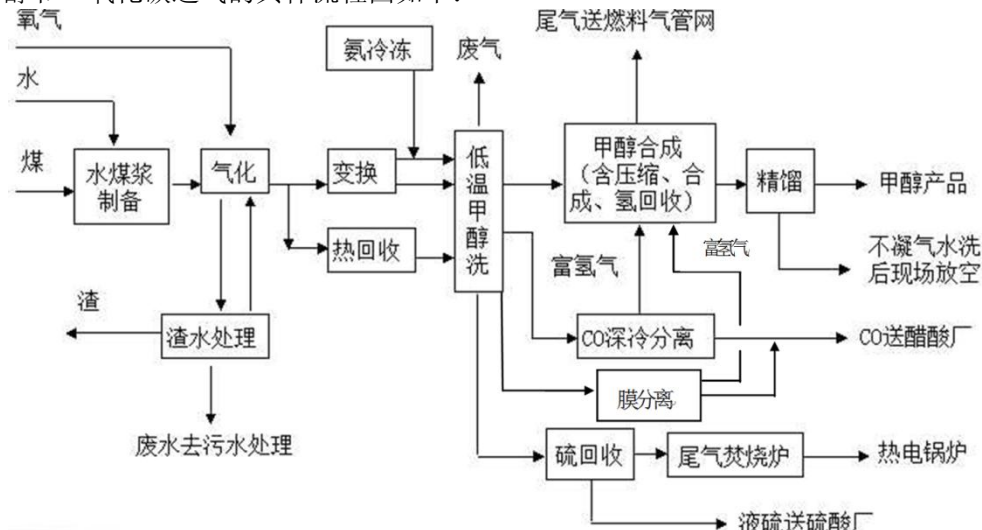 氧气
尾气送燃料气管网
氨冷冻
废气
水
煤
水煤浆
制备
气化
变换
低
温
甲
醇
洗
甲醇合成
(含压缩、合
成、氢回收)
精馏
甲醇产品
热回收
富氢气
富氢气
不凝气水洗
后现场放空
渣
渣水处理
CO深冷分离
CO送醋酸厂
膜分离
废水去污水处理
硫回收
尾气焚烧炉
热电锅炉
液硫送硫酸厂